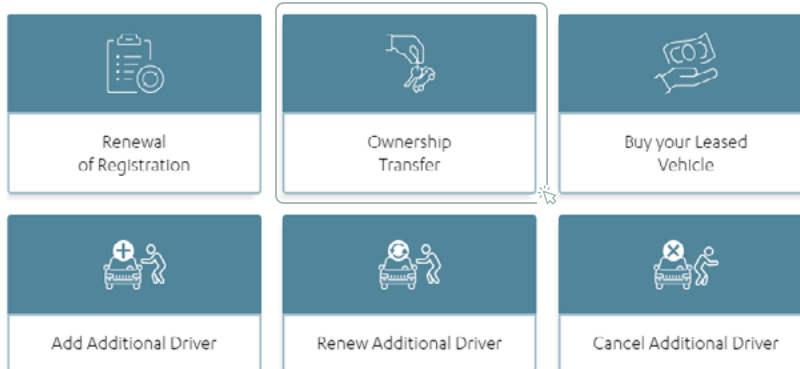 Renewal
of Registration
Ownership
Transfer
Buy your Leased
Vehicle
Add Additional Driver
Renew Additional Driver
Cancel Additional Driver